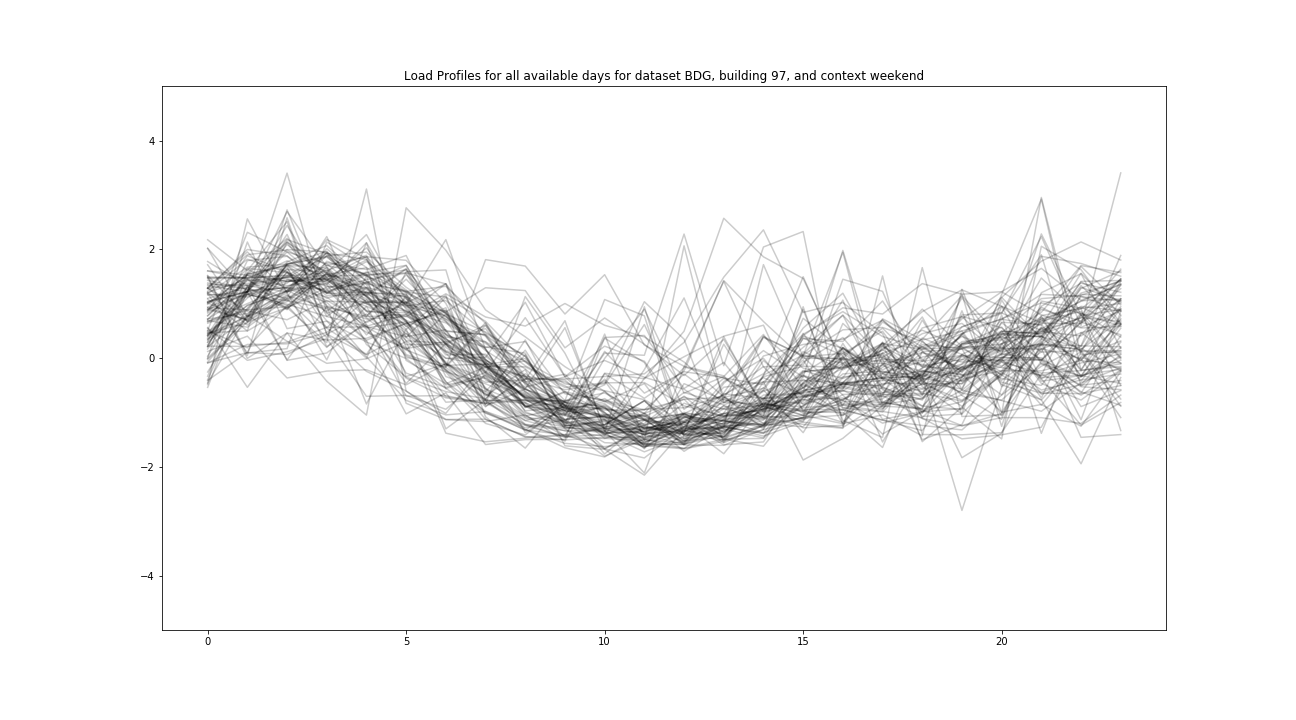 Load Profiles for all available days for dataset BDG, building 97, and context weekend
4
2
0
−2
−4
0 5 10 15 20